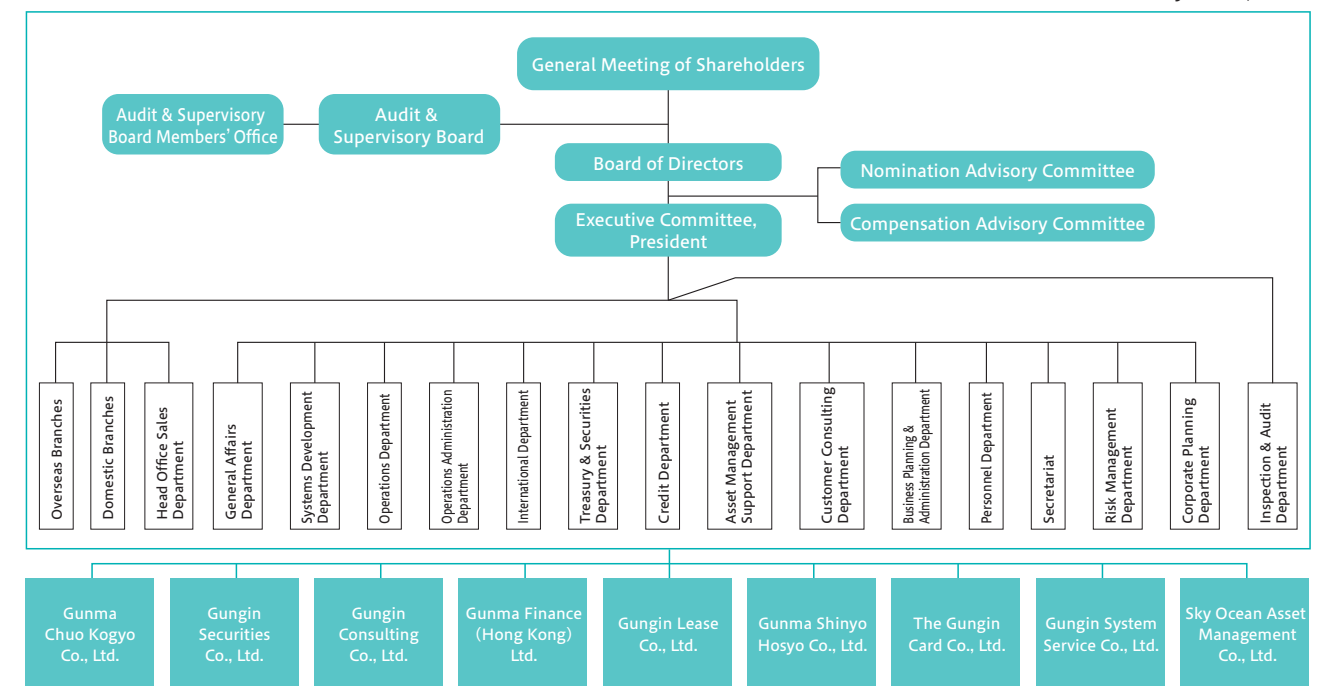 General Meeting of Shareholders
Audit & Supervisory
Board Members' Office
Audit &
Supervisory Board
Board of Directors
Nomination Advisory Committee
Executive Committee,
President
Compensation Advisory Committee
Overseas Branches
Domestic Branches
Head Office Sales
Department
General Affairs
Department
Systems Development
Department
Operations Department
Operations Administration
Department
International Department
Treasury & Securities
Department
Credit Department
Asset Management
Support Department
Customer Consulting
Department
Business Planning &
Administration Department
Personnel Department
Secretariat
Risk Management
Department
Corporate Planning
Department
Inspection & Audit
Department
Gunma
Chuo Kogyo
Co., Ltd.
Gungin
Securities
Co., Ltd.
Gungin
Consulting
Co., Ltd.
Gunma Finance
(Hong Kong)
Ltd.
Gungin Lease
Co., Ltd.
Gunma Shinyo
Hosyo Co., Ltd.
The Gungin
Card Co., Ltd.
Gungin System
Service Co., Ltd.
Sky Ocean Asset
Management
Co., Ltd.